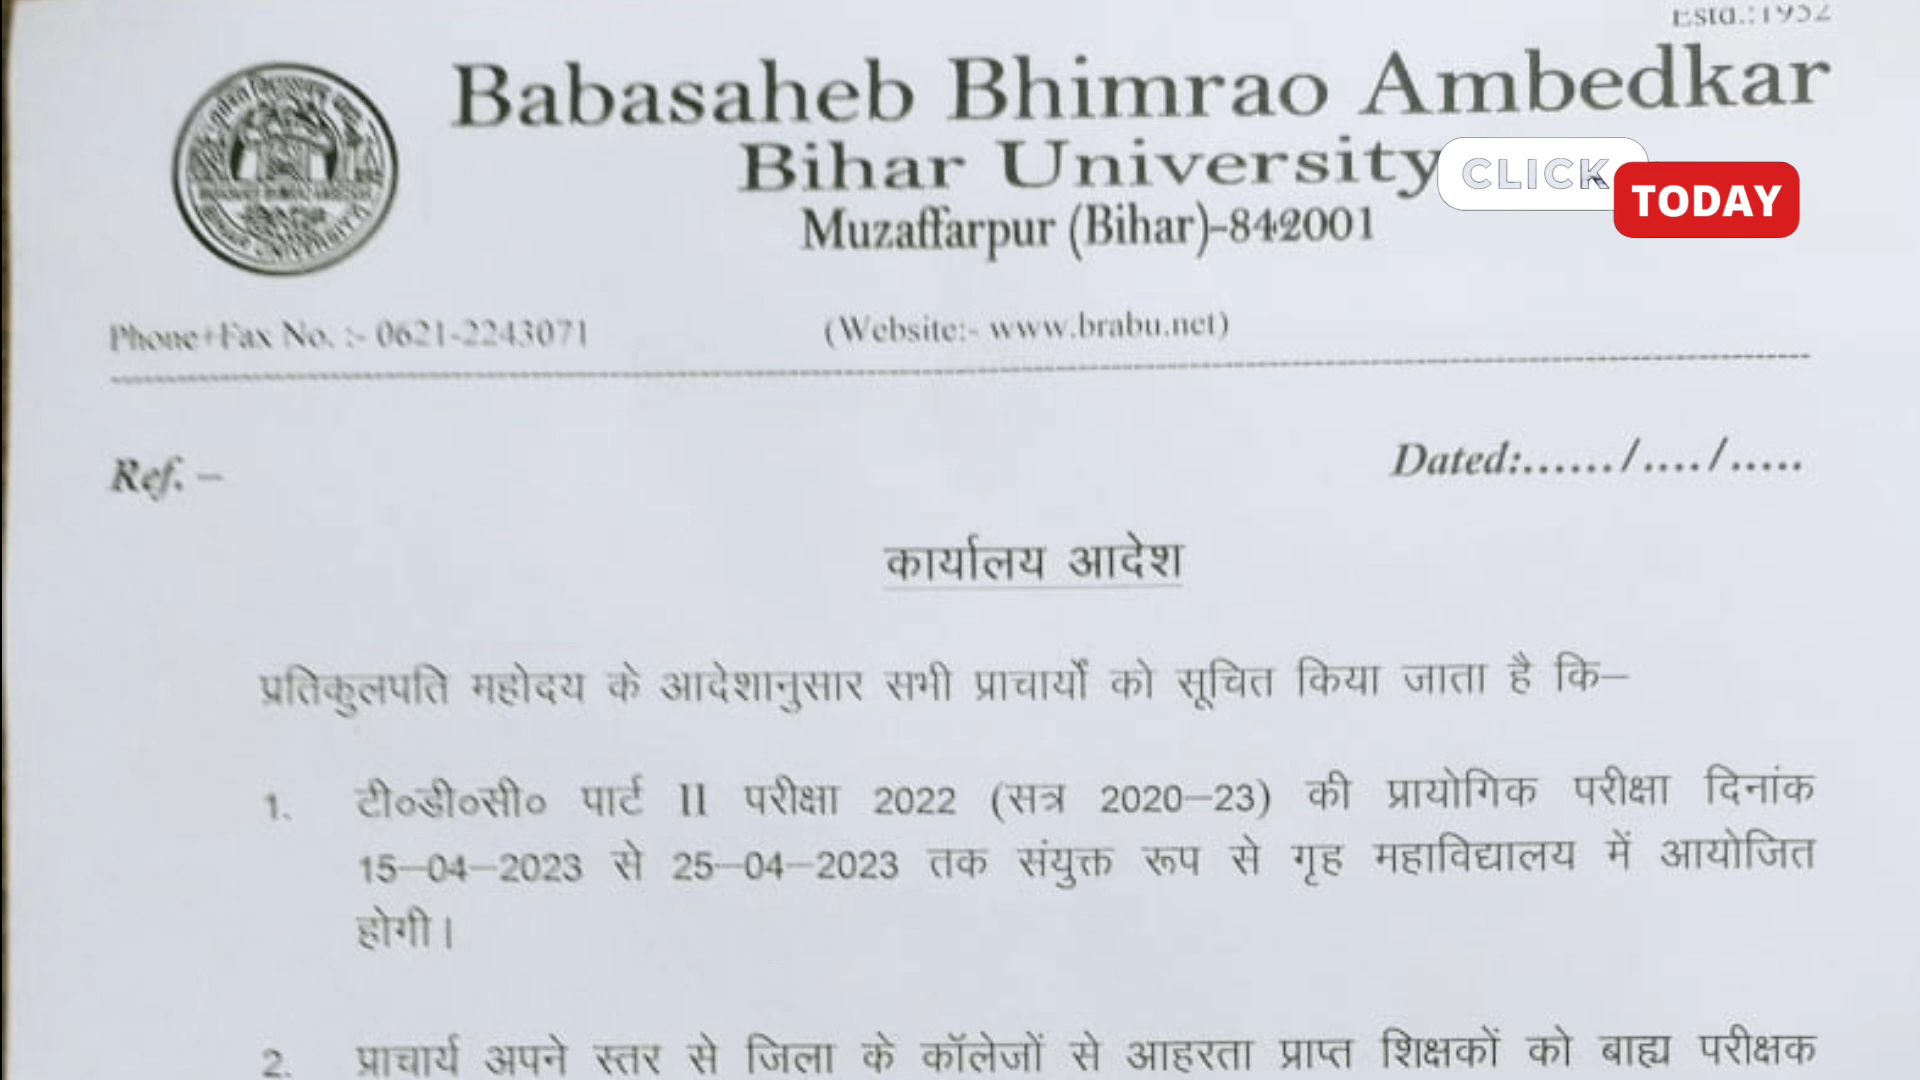 Estd.:1952
Babasaheb Bhimrao Ambedkar
Bihar University
CLICK
TODAY
Muzaffarpur (Bihar)-842001
Phone+Fax No. :- 0621-2243071
(Website:- www.brabu.net)
Ref. –
Dated:....../..../.....
कार्यालय आदेश
प्रतिकुलपति महोदय के आदेशानुसार सभी प्राचार्यों को सूचित किया जाता है कि–
1. टी०डी०सी० पार्ट II परीक्षा 2022 (सत्र 2020–23) की प्रायोगिक परीक्षा दिनांक
15–04–2023 से 25–04–2023 तक संयुक्त रूप से गृह महाविद्यालय में आयोजित
होगी।
2. प्राचार्य अपने स्तर से जिला के कॉलेजों से आहरता प्राप्त शिक्षकों को बाह्य परीक्षक